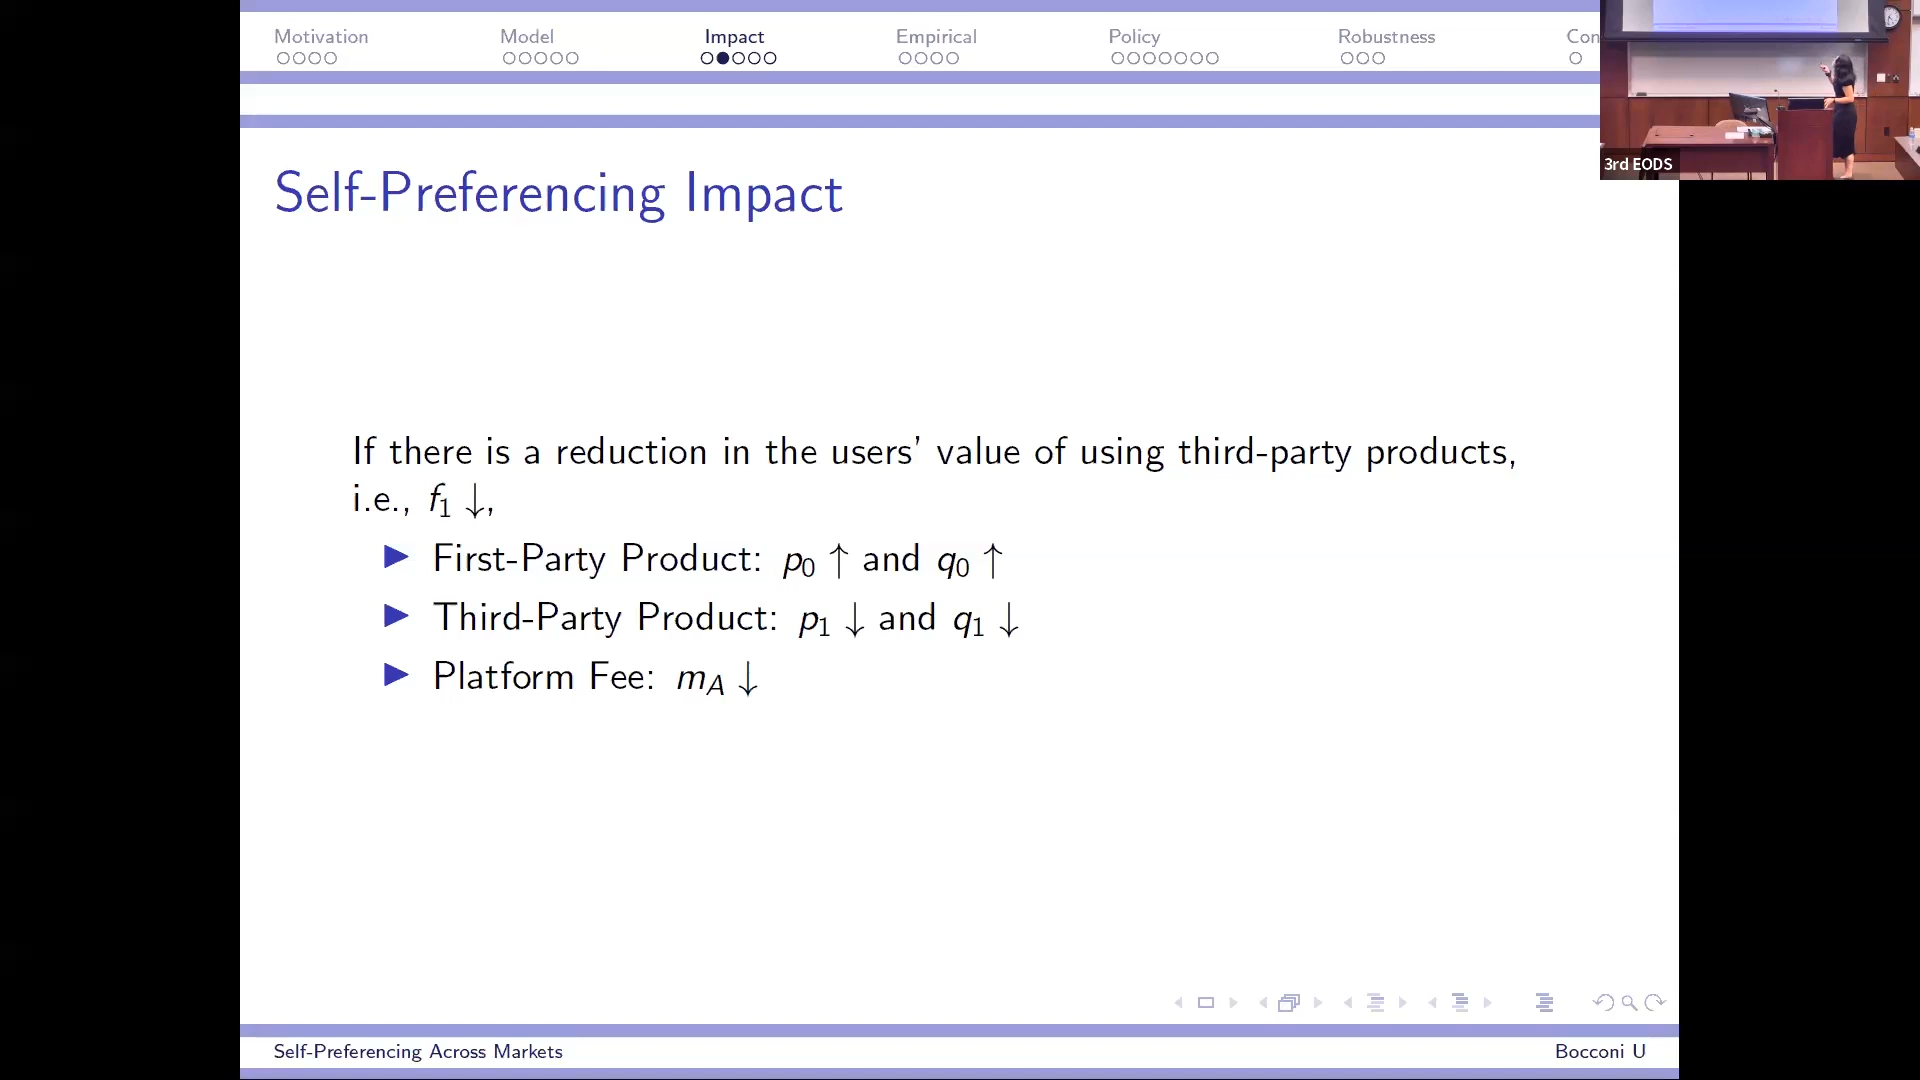 Motivation Model Impact Empirical Policy Robustness Con
3rd EODS
Self-Preferencing Impact
If there is a reduction in the users’ value of using third-party products,
i.e., f₁ ↓,
▶ First-Party Product: p₀ ↑ and q₀ ↑
▶ Third-Party Product: p₁ ↓ and q₁ ↓
▶ Platform Fee: m_A ↓
Self-Preferencing Across Markets Bocconi U